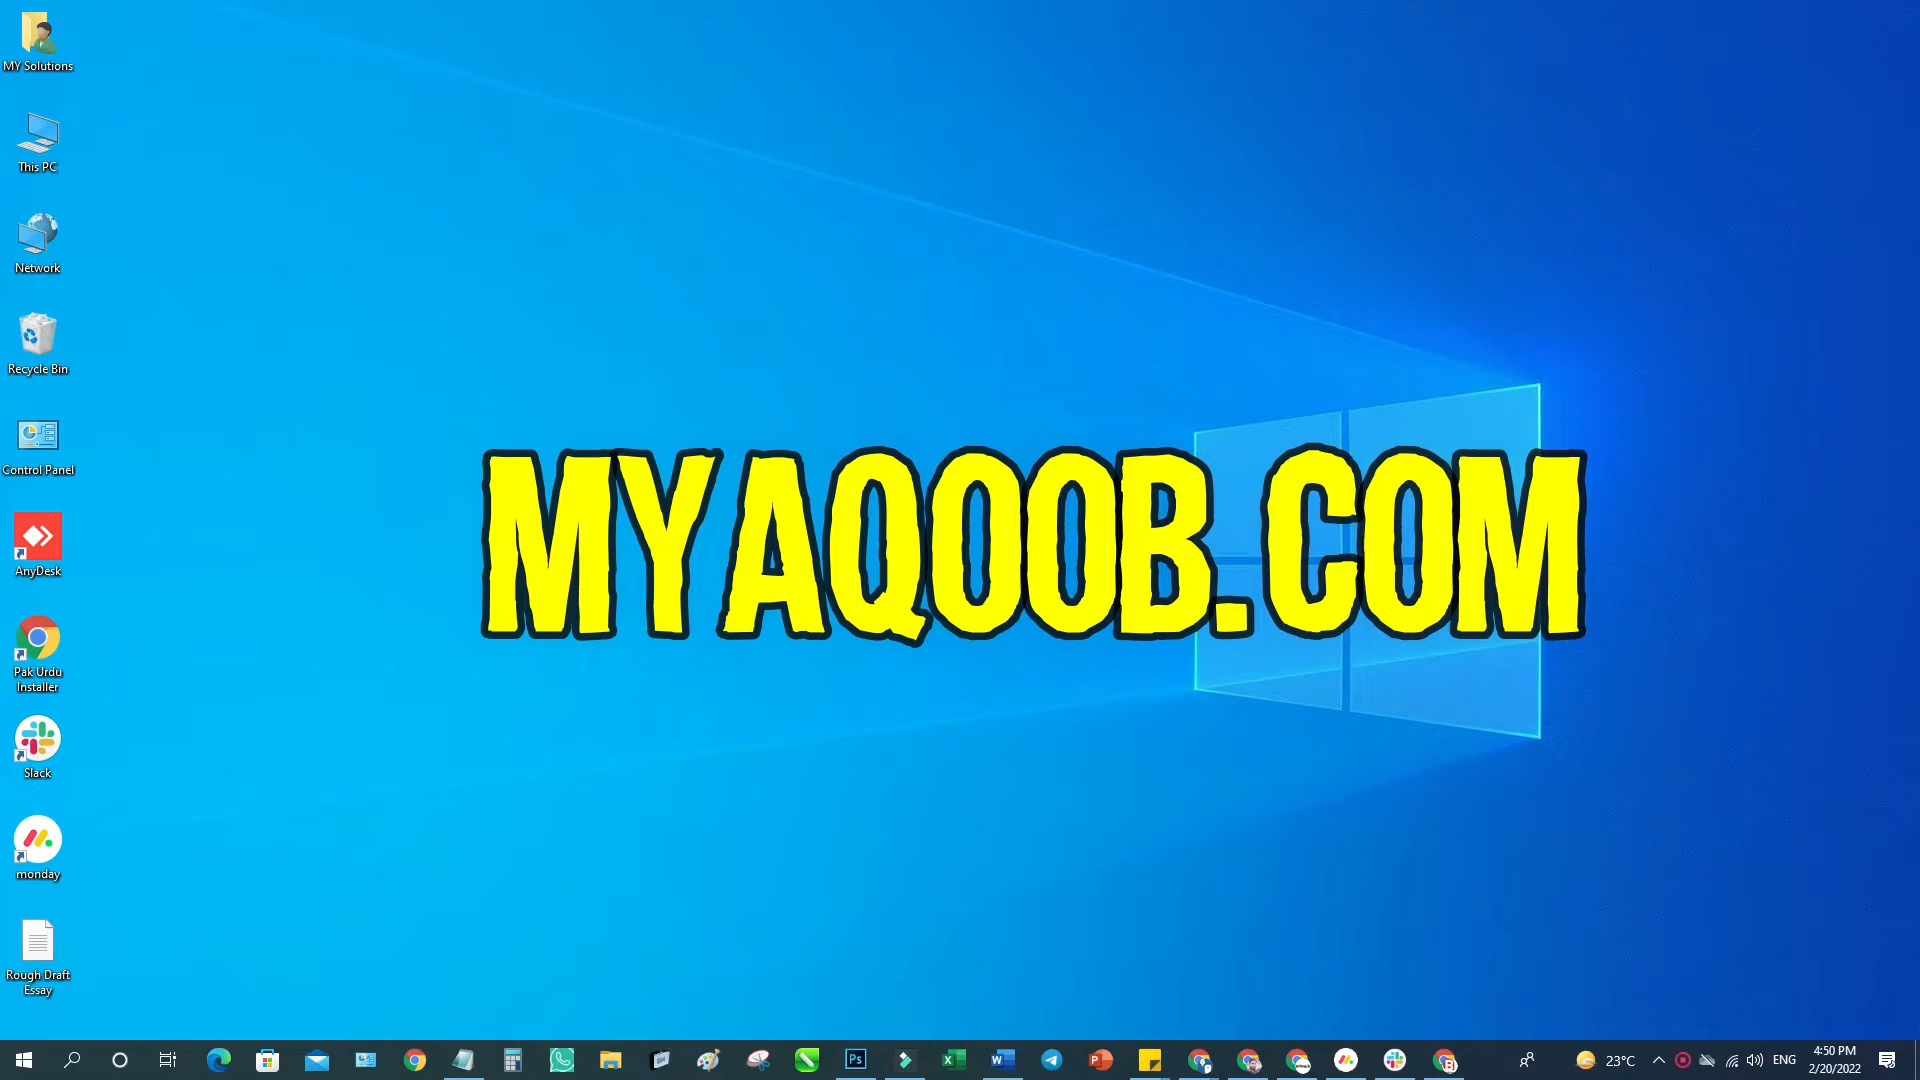 MY Solutions
This PC
Network
Recycle Bin
Control Panel
AnyDesk
Pak Urdu
Installer
Slack
monday
Rough Draft
Essay
MYAQOOB.COM
Ps
23°C
ENG
4:50 PM
2/20/2022